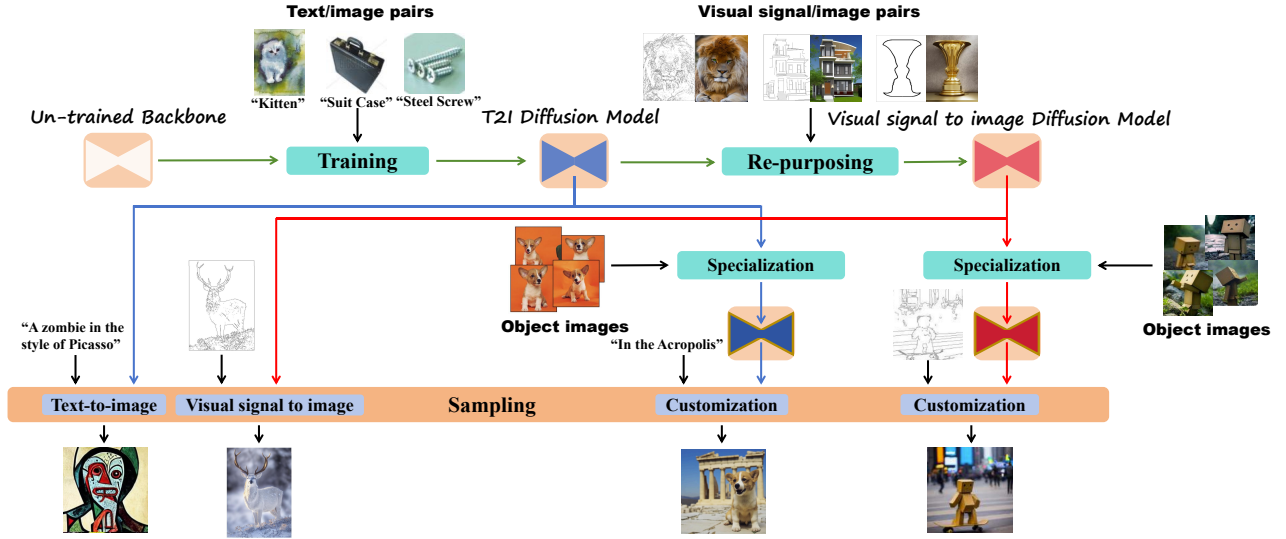 Text/image pairs
Visual signal/image pairs
“Kitten”
“Suit Case”
“Steel Screw”
Un-trained Backbone
T2I Diffusion Model
Visual signal to image Diffusion Model
Training
Re-purposing
Specialization
Specialization
Object images
Object images
“A zombie in the
style of Picasso”
“In the Acropolis”
Text-to-image
Visual signal to image
Sampling
Customization
Customization